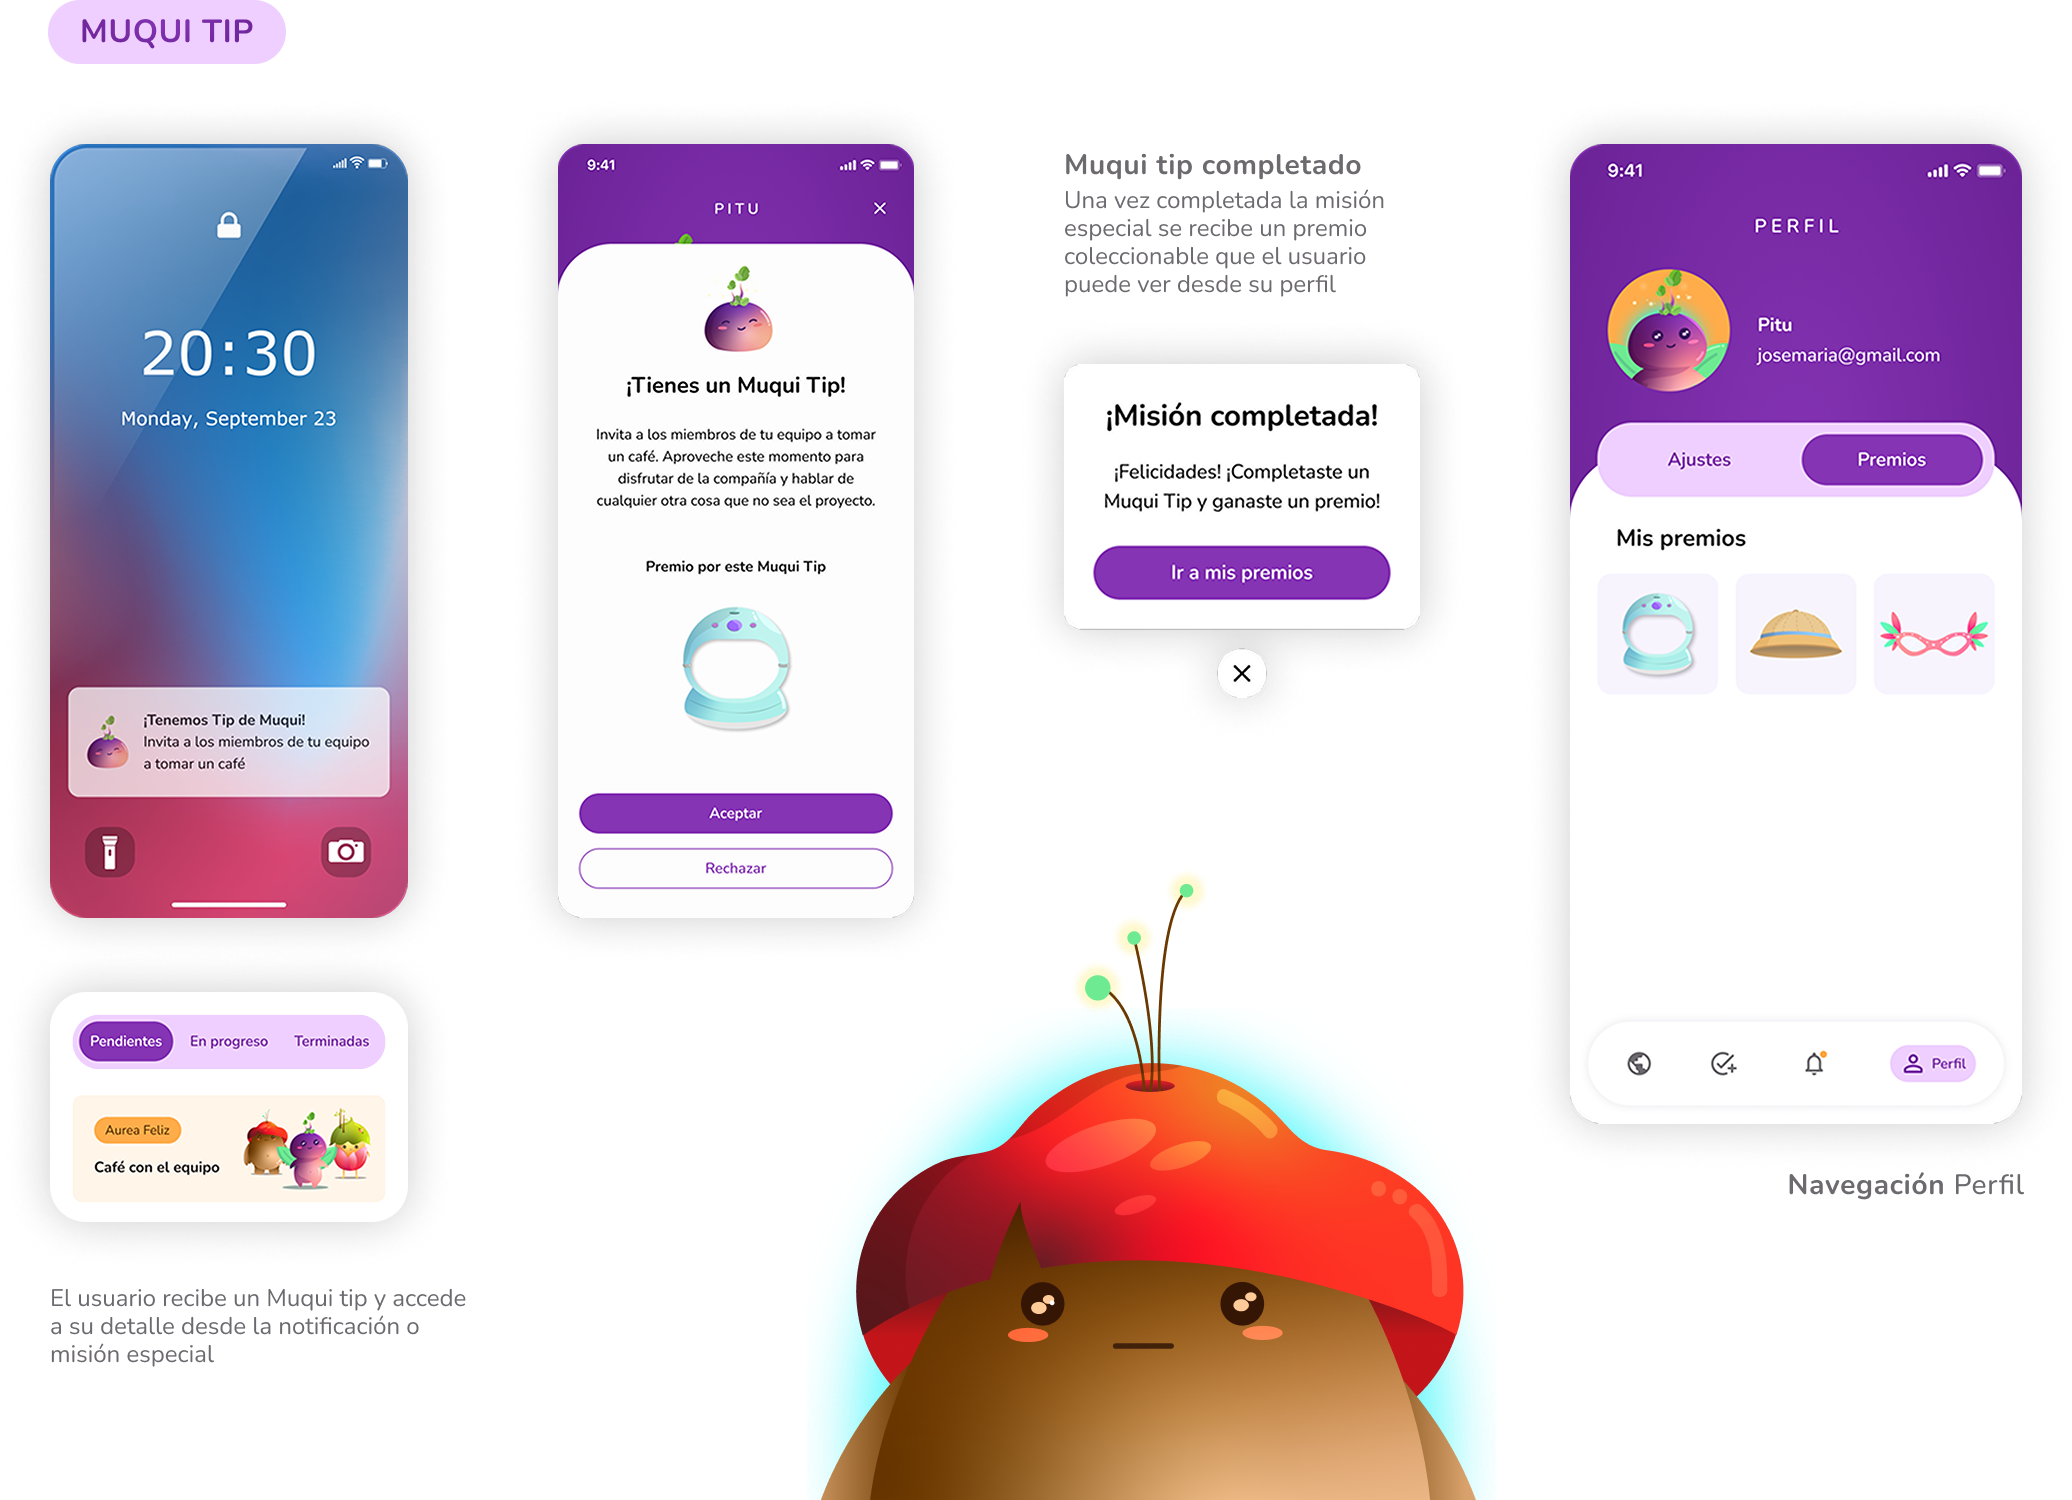 MUQUI TIP
20:30
Monday, September 23
¡Tenemos Tip de Muqui!
Invita a los miembros de tu equipo
a tomar un café
Pendientes
En progreso
Terminadas
Aurea Feliz
Café con el equipo
El usuario recibe un Muqui tip y accede
a su detalle desde la notificación o
misión especial
9:41
PITU
¡Tienes un Muqui Tip!
Invita a los miembros de tu equipo a tomar
un café. Aproveche este momento para
disfrutar de la compañía y hablar de
cualquier otra cosa que no sea el proyecto.
Premio por este Muqui Tip
Aceptar
Rechazar
Muqui tip completado
Una vez completada la misión
especial se recibe un premio
coleccionable que el usuario
puede ver desde su perfil
¡Misión completada!
¡Felicidades! ¡Completaste un
Muqui Tip y ganaste un premio!
Ir a mis premios
9:41
PERFIL
Pitu
josemaria@gmail.com
Ajustes
Premios
Mis premios
Perfil
Navegación Perfil